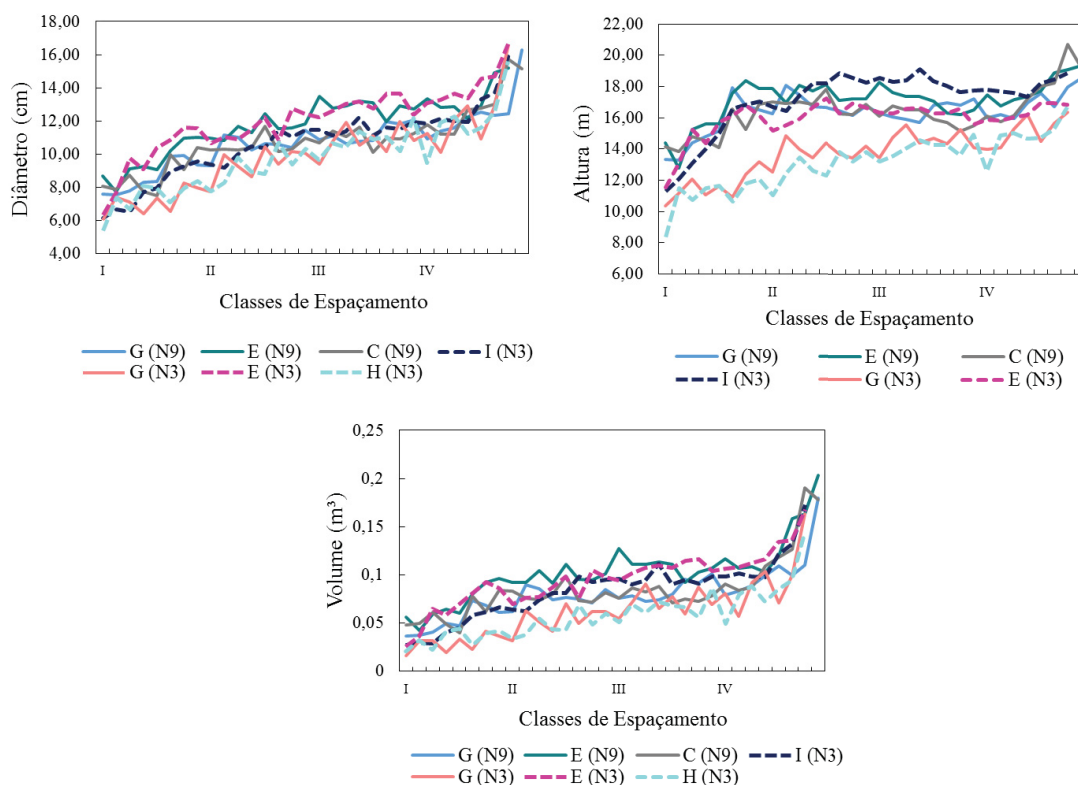 Diâmetro (cm)
18,00
16,00
14,00
12,00
10,00
8,00
6,00
4,00
I II III IV
Classes de Espaçamento
G (N9) E (N9) C (N9) I (N3)
G (N3) E (N3) H (N3)
Altura (m)
22,00
20,00
18,00
16,00
14,00
12,00
10,00
8,00
6,00
I II III IV
Classes de Espaçamento
G (N9) E (N9) C (N9)
I (N3) G (N3) E (N3)
Volume (m³)
0,25
0,2
0,15
0,1
0,05
0
I II III IV
Classes de Espaçamento
G (N9) E (N9) C (N9) I (N3)
G (N3) E (N3) H (N3)